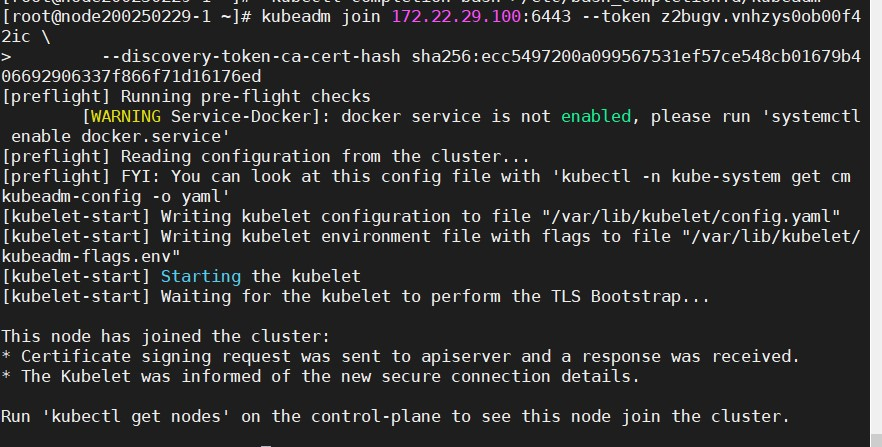 [root@node200250229-1 ~]# kubeadm join 172.22.29.100:6443 --token z2bugv.vnhzys0ob00f4
2ic \
>         --discovery-token-ca-cert-hash sha256:ecc5497200a099567531ef57ce548cb01679b4
06692906337f866f71d16176ed
[preflight] Running pre-flight checks
        [WARNING Service-Docker]: docker service is not enabled, please run 'systemctl
 enable docker.service'
[preflight] Reading configuration from the cluster...
[preflight] FYI: You can look at this config file with 'kubectl -n kube-system get cm
kubeadm-config -o yaml'
[kubelet-start] Writing kubelet configuration to file "/var/lib/kubelet/config.yaml"
[kubelet-start] Writing kubelet environment file with flags to file "/var/lib/kubelet/
kubeadm-flags.env"
[kubelet-start] Starting the kubelet
[kubelet-start] Waiting for the kubelet to perform the TLS Bootstrap...

This node has joined the cluster:
* Certificate signing request was sent to apiserver and a response was received.
* The Kubelet was informed of the new secure connection details.

Run 'kubectl get nodes' on the control-plane to see this node join the cluster.